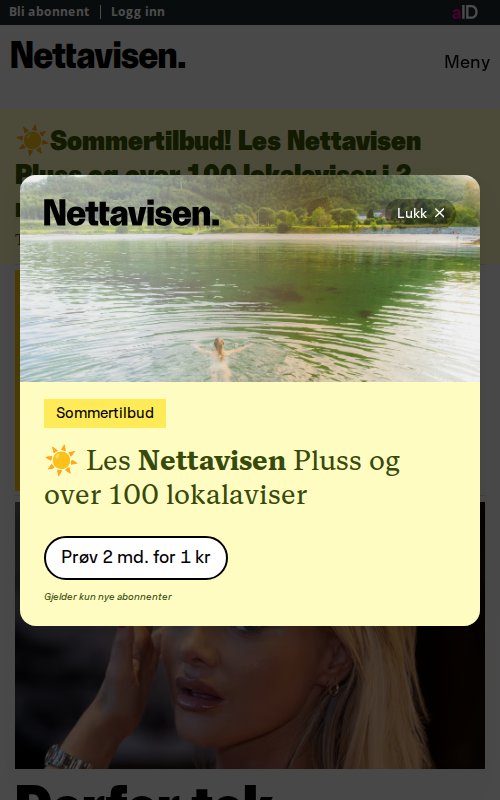 Bli abonnent | Logg inn
aID
Nettavisen.
Meny
☀️Sommertilbud! Les Nettavisen
Pluss og over 100 lokalaviser i 2
Nettavisen.
Lukk ✕
Sommertilbud
☀️ Les Nettavisen Pluss og
over 100 lokalaviser
Prøv 2 md. for 1 kr
Gjelder kun nye abonnenter
Derfor tok